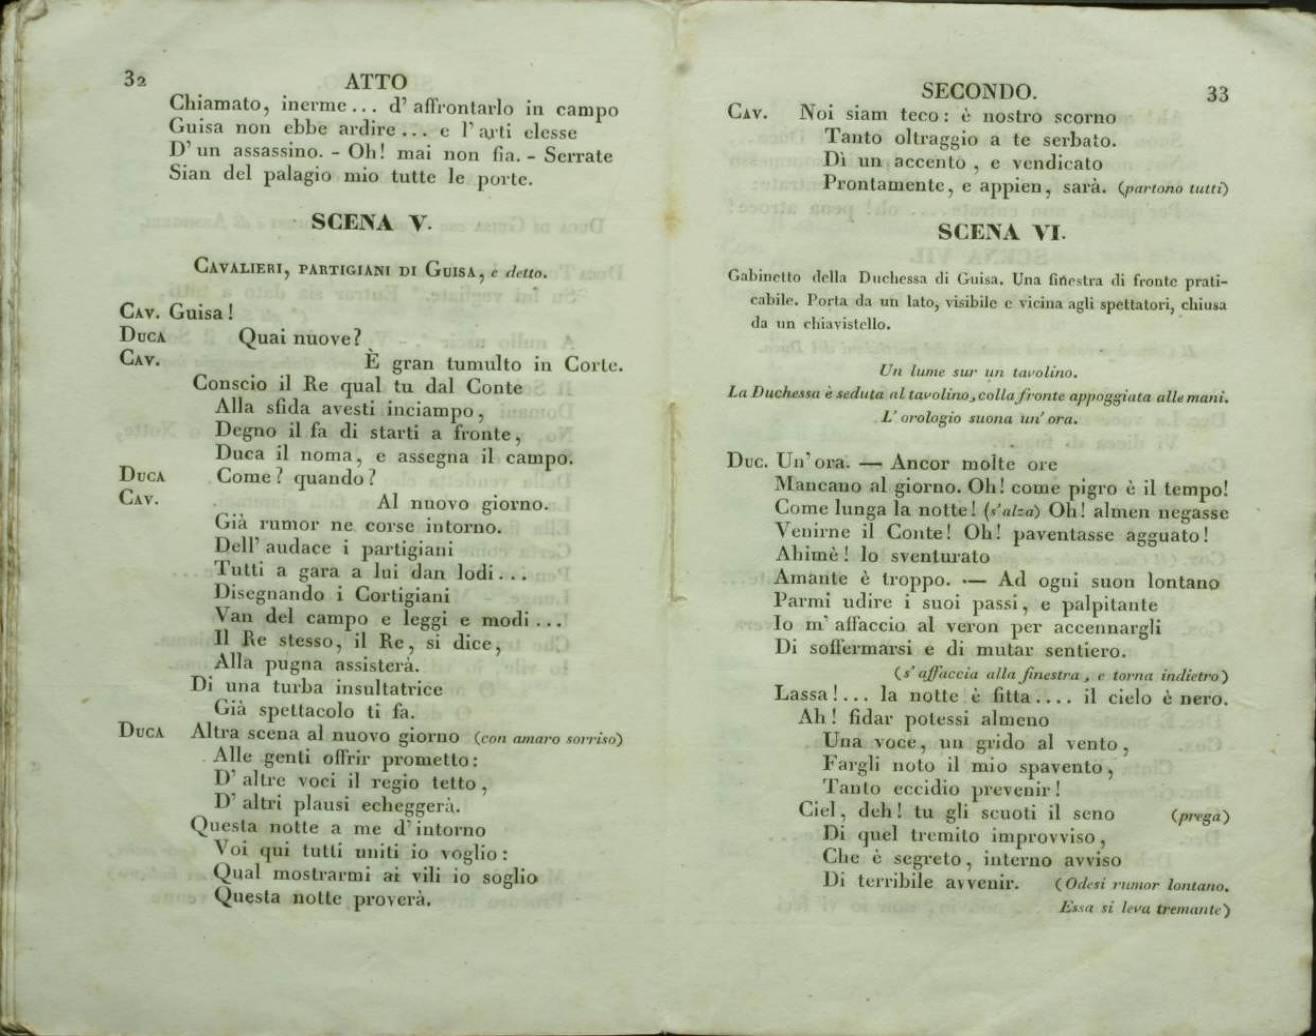 32
ATTO
Chiamato, inerme... d' affrontarlo in campo
Guisa non ebbe ardire... e l' arti elesse
D' un assassino. - Oh! mai non fia. - Serrate
Sian del palagio mio tutte le porte.
SCENA V.
CAVALIERI, PARTIGIANI DI GUISA, e detto.
CAV. Guisa!
DUCA Quai nuove?
CAV. È gran tumulto in Corte.
Conscio il Re qual tu dal Conte
Alla sfida avesti inciampo,
Degno il fa di starti a fronte,
Duca il noma, e assegna il campo.
DUCA Come? quando?
CAV. Al nuovo giorno.
Già rumor ne corse intorno.
Dell' audace i partigiani
Tutti a gara a lui dan lodi...
Disegnando i Cortigiani
Van del campo e leggi e modi...
Il Re stesso, il Re, si dice,
Alla pugna assisterà.
Di una turba insultatrice
Già spettacolo ti fa.
DUCA Altra scena al nuovo giorno (con amaro sorriso)
Alle genti offrir prometto:
D' altre voci il regio tetto,
D' altri plausi echeggerà.
Questa notte a me d' intorno
Voi qui tutti uniti io voglio:
Qual mostrarmi ai vili io soglio
Questa notte proverà.
SECONDO.
33
CAV. Noi siam teco: è nostro scorno
Tanto oltraggio a te serbato.
Dì un accento, e vendicato
Prontamente, e appien, sarà. (partono tutti)
SCENA VI.
Gabinetto della Duchessa di Guisa. Una finestra di fronte prati-
cabile. Porta da un lato, visibile e vicina agli spettatori, chiusa
da un chiavistello.
Un lume sur un tavolino.
La Duchessa è seduta al tavolino, colla fronte appoggiata alle mani.
L' orologio suona un' ora.
DUC. Un' ora. — Ancor molte ore
Mancano al giorno. Oh! come pigro è il tempo!
Come lunga la notte! (s' alza) Oh! almen negasse
Venirne il Conte! Oh! paventasse agguato!
Ahimè! lo sventurato
Amante è troppo. — Ad ogni suon lontano
Parmi udire i suoi passi, e palpitante
Io m' affaccio al veron per accennargli
Di soffermarsi e di mutar sentiero.
(s' affaccia alla finestra, e torna indietro)
Lassa!... la notte è fitta.... il cielo è nero.
Ah! fidar potessi almeno
Una voce, un grido al vento,
Fargli noto il mio spavento,
Tanto eccidio prevenir!
Ciel, deh! tu gli scuoti il seno (prega)
Di quel tremito improvviso,
Che è segreto, interno avviso
Di terribile avvenir. (Odesi rumor lontano.
Essa si leva tremante)